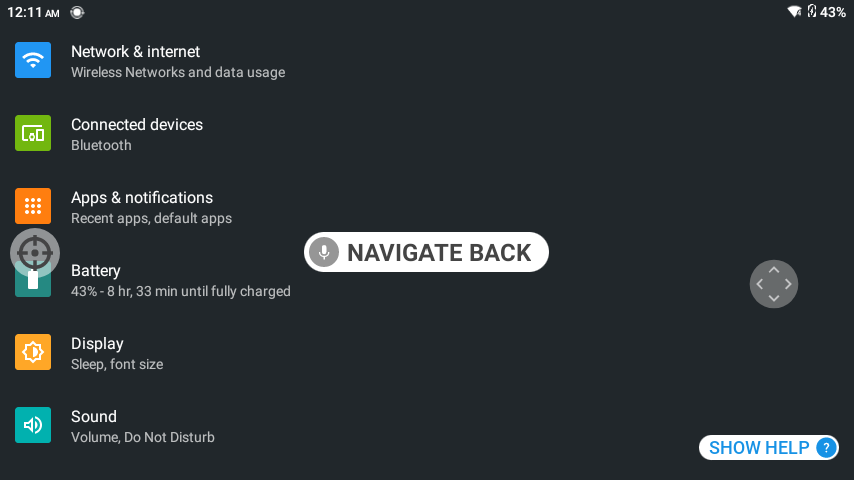 12:11 AM 43%
Network & internet
Wireless Networks and data usage
Connected devices
Bluetooth
Apps & notifications
Recent apps, default apps
NAVIGATE BACK
Battery
43% - 8 hr, 33 min until fully charged
Display
Sleep, font size
Sound
Volume, Do Not Disturb
SHOW HELP ?